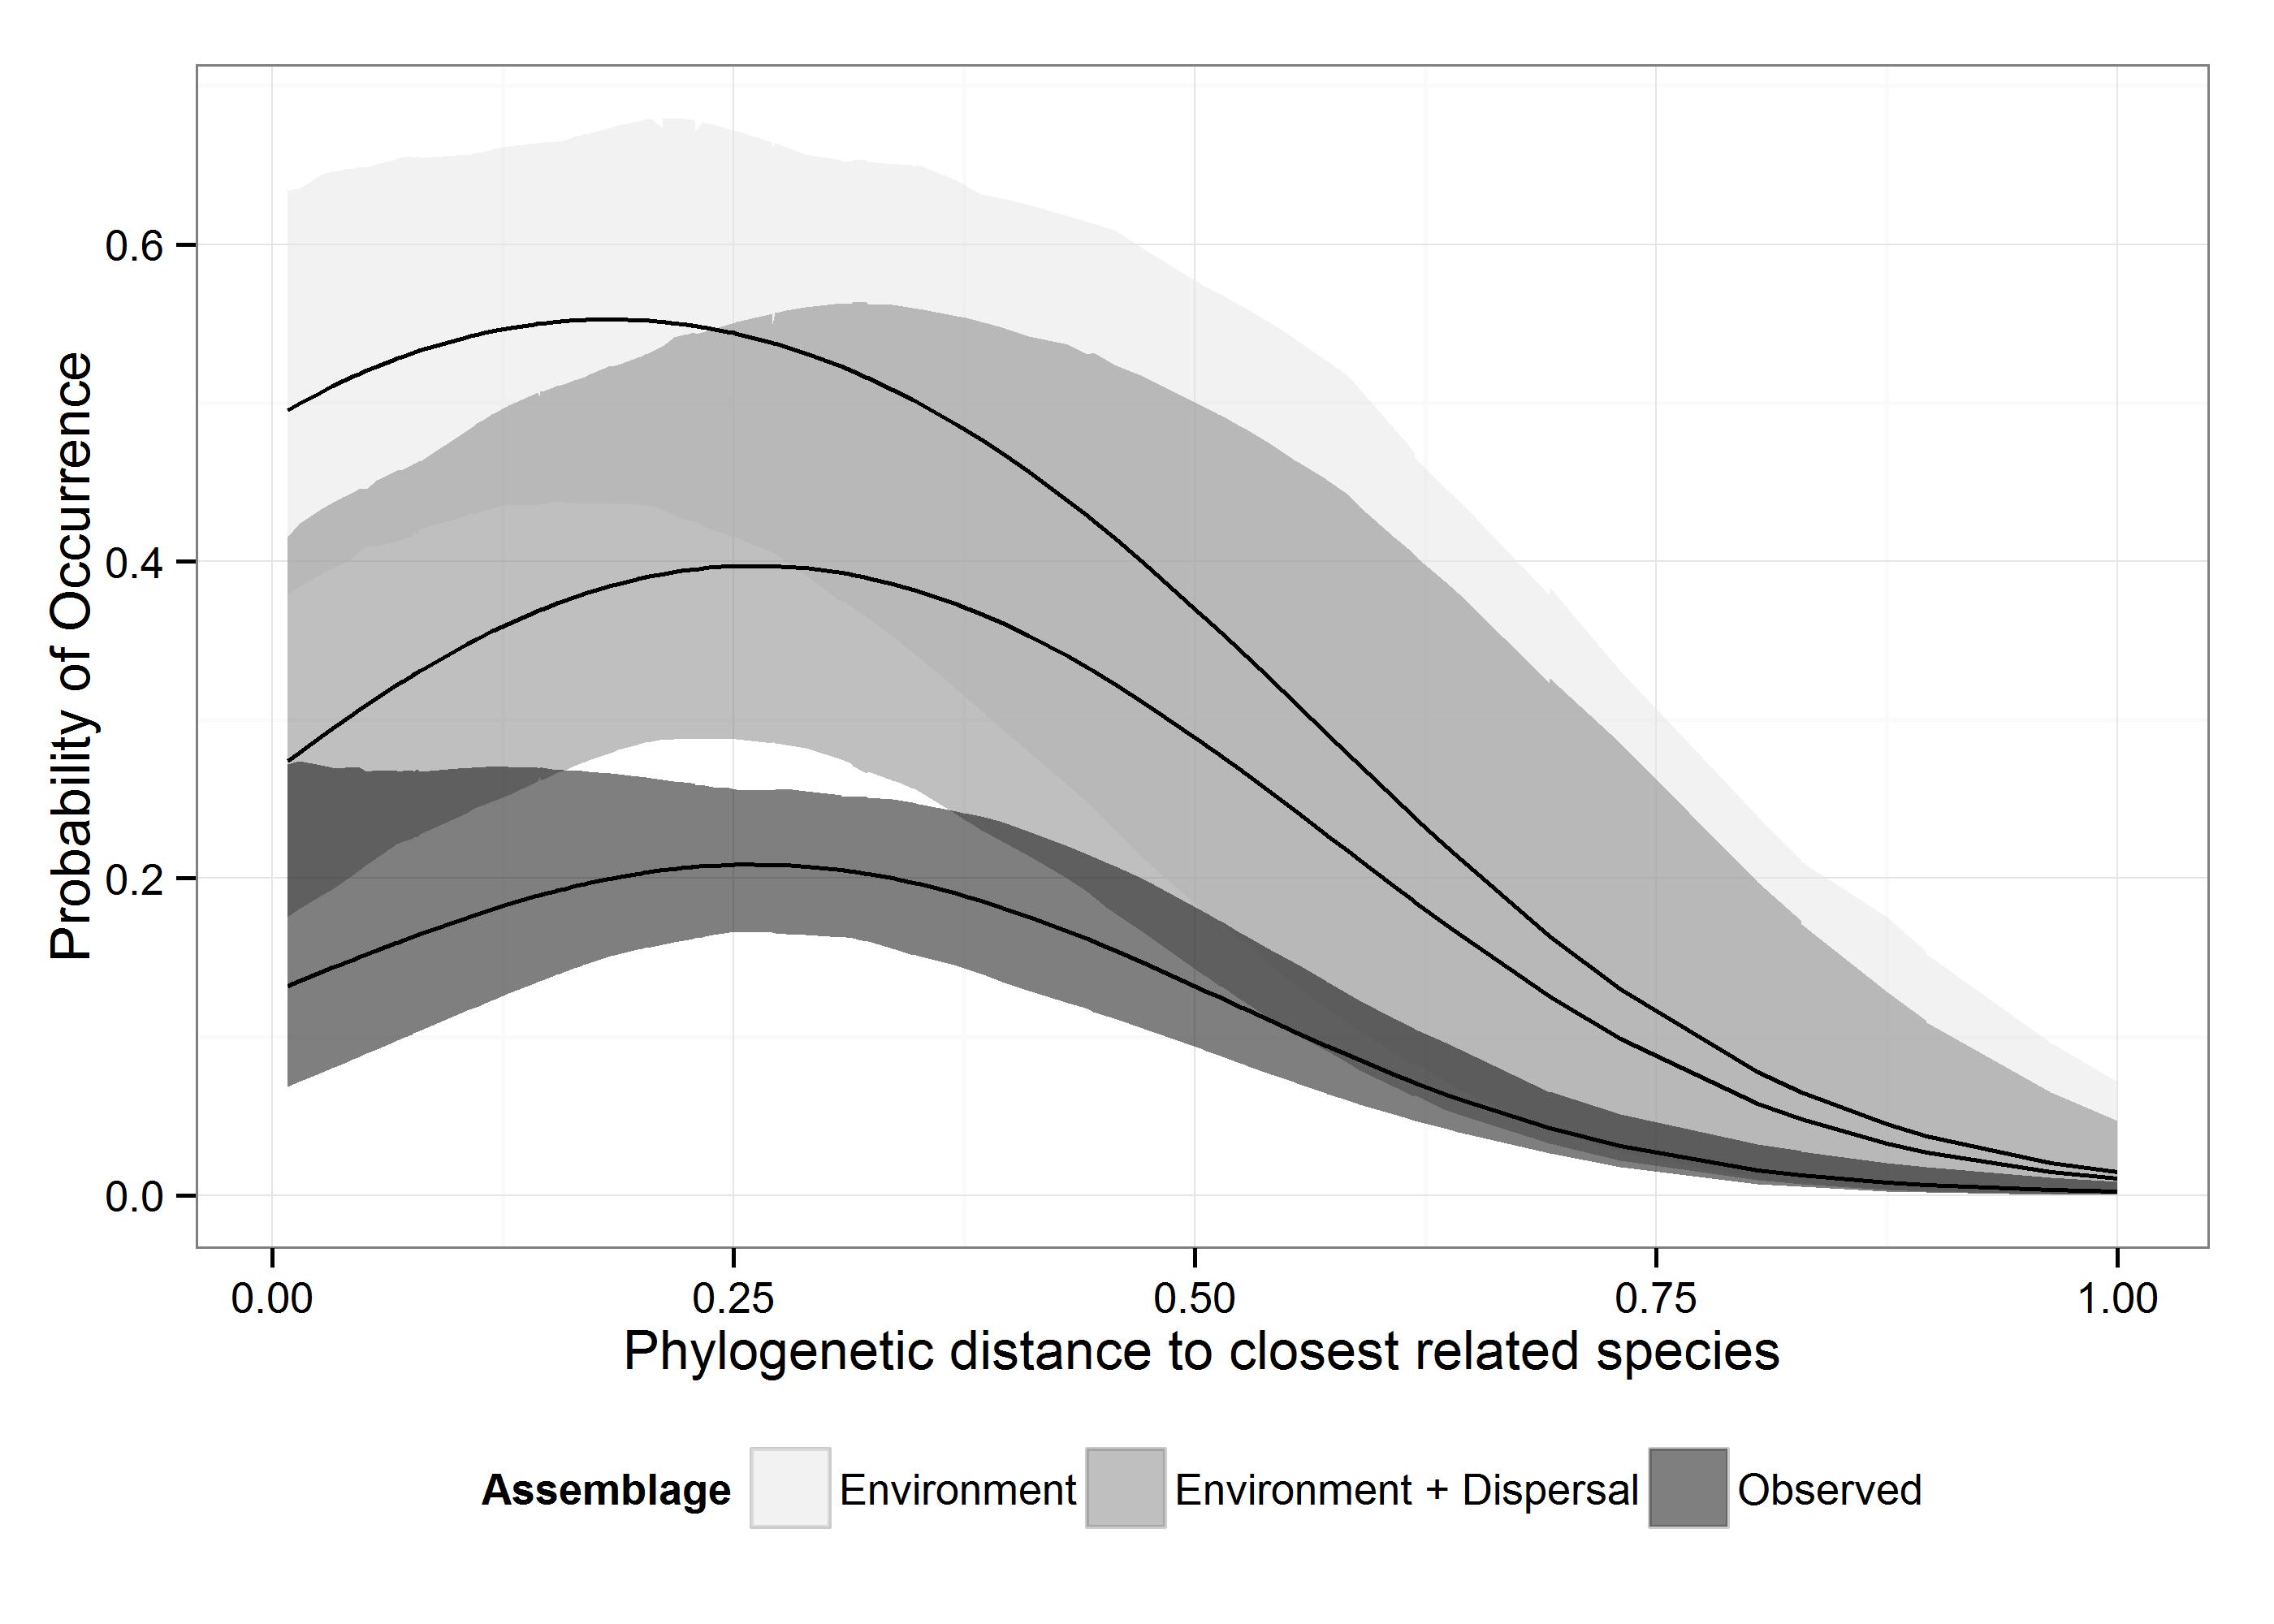 Probability of Occurrence
0.6
0.4
0.2
0.0
0.00 0.25 0.50 0.75 1.00
Phylogenetic distance to closest related species
Assemblage Environment Environment + Dispersal Observed